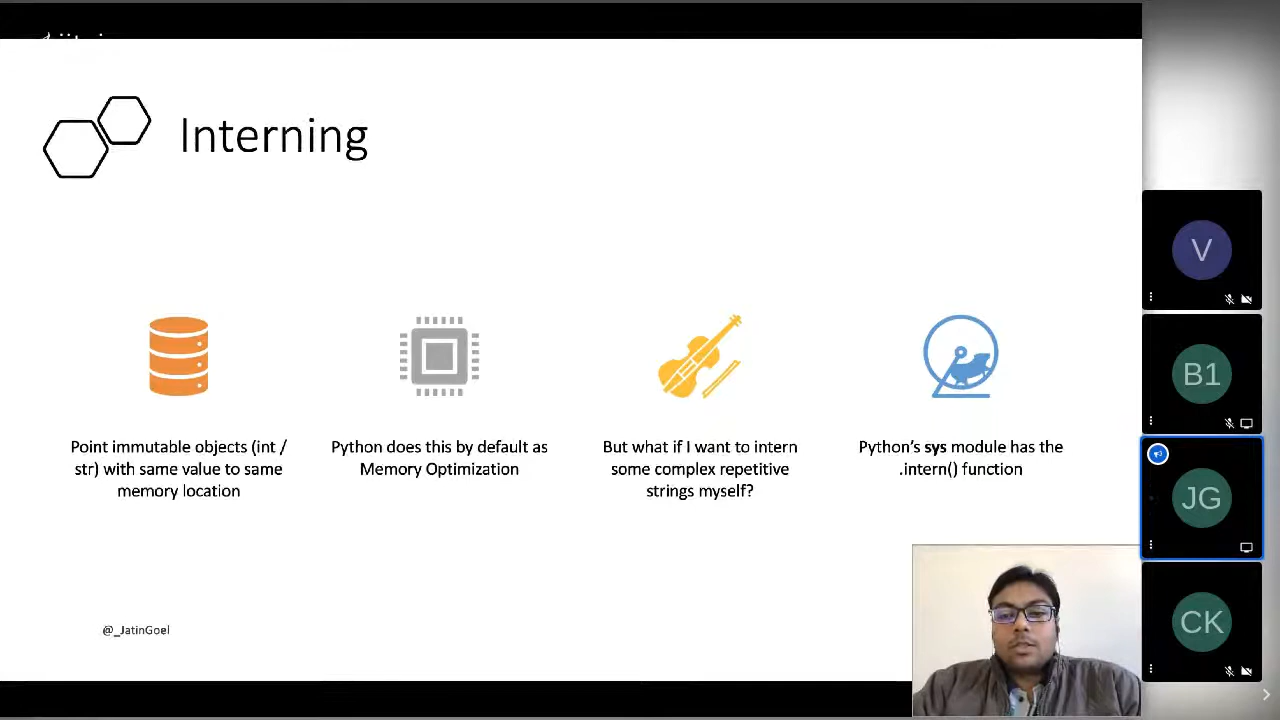 Interning
Point immutable objects (int /
str) with same value to same
memory location
Python does this by default as
Memory Optimization
But what if I want to intern
some complex repetitive
strings myself?
Python's sys module has the
.intern() function
@_JatinGoel
V
B1
JG
CK